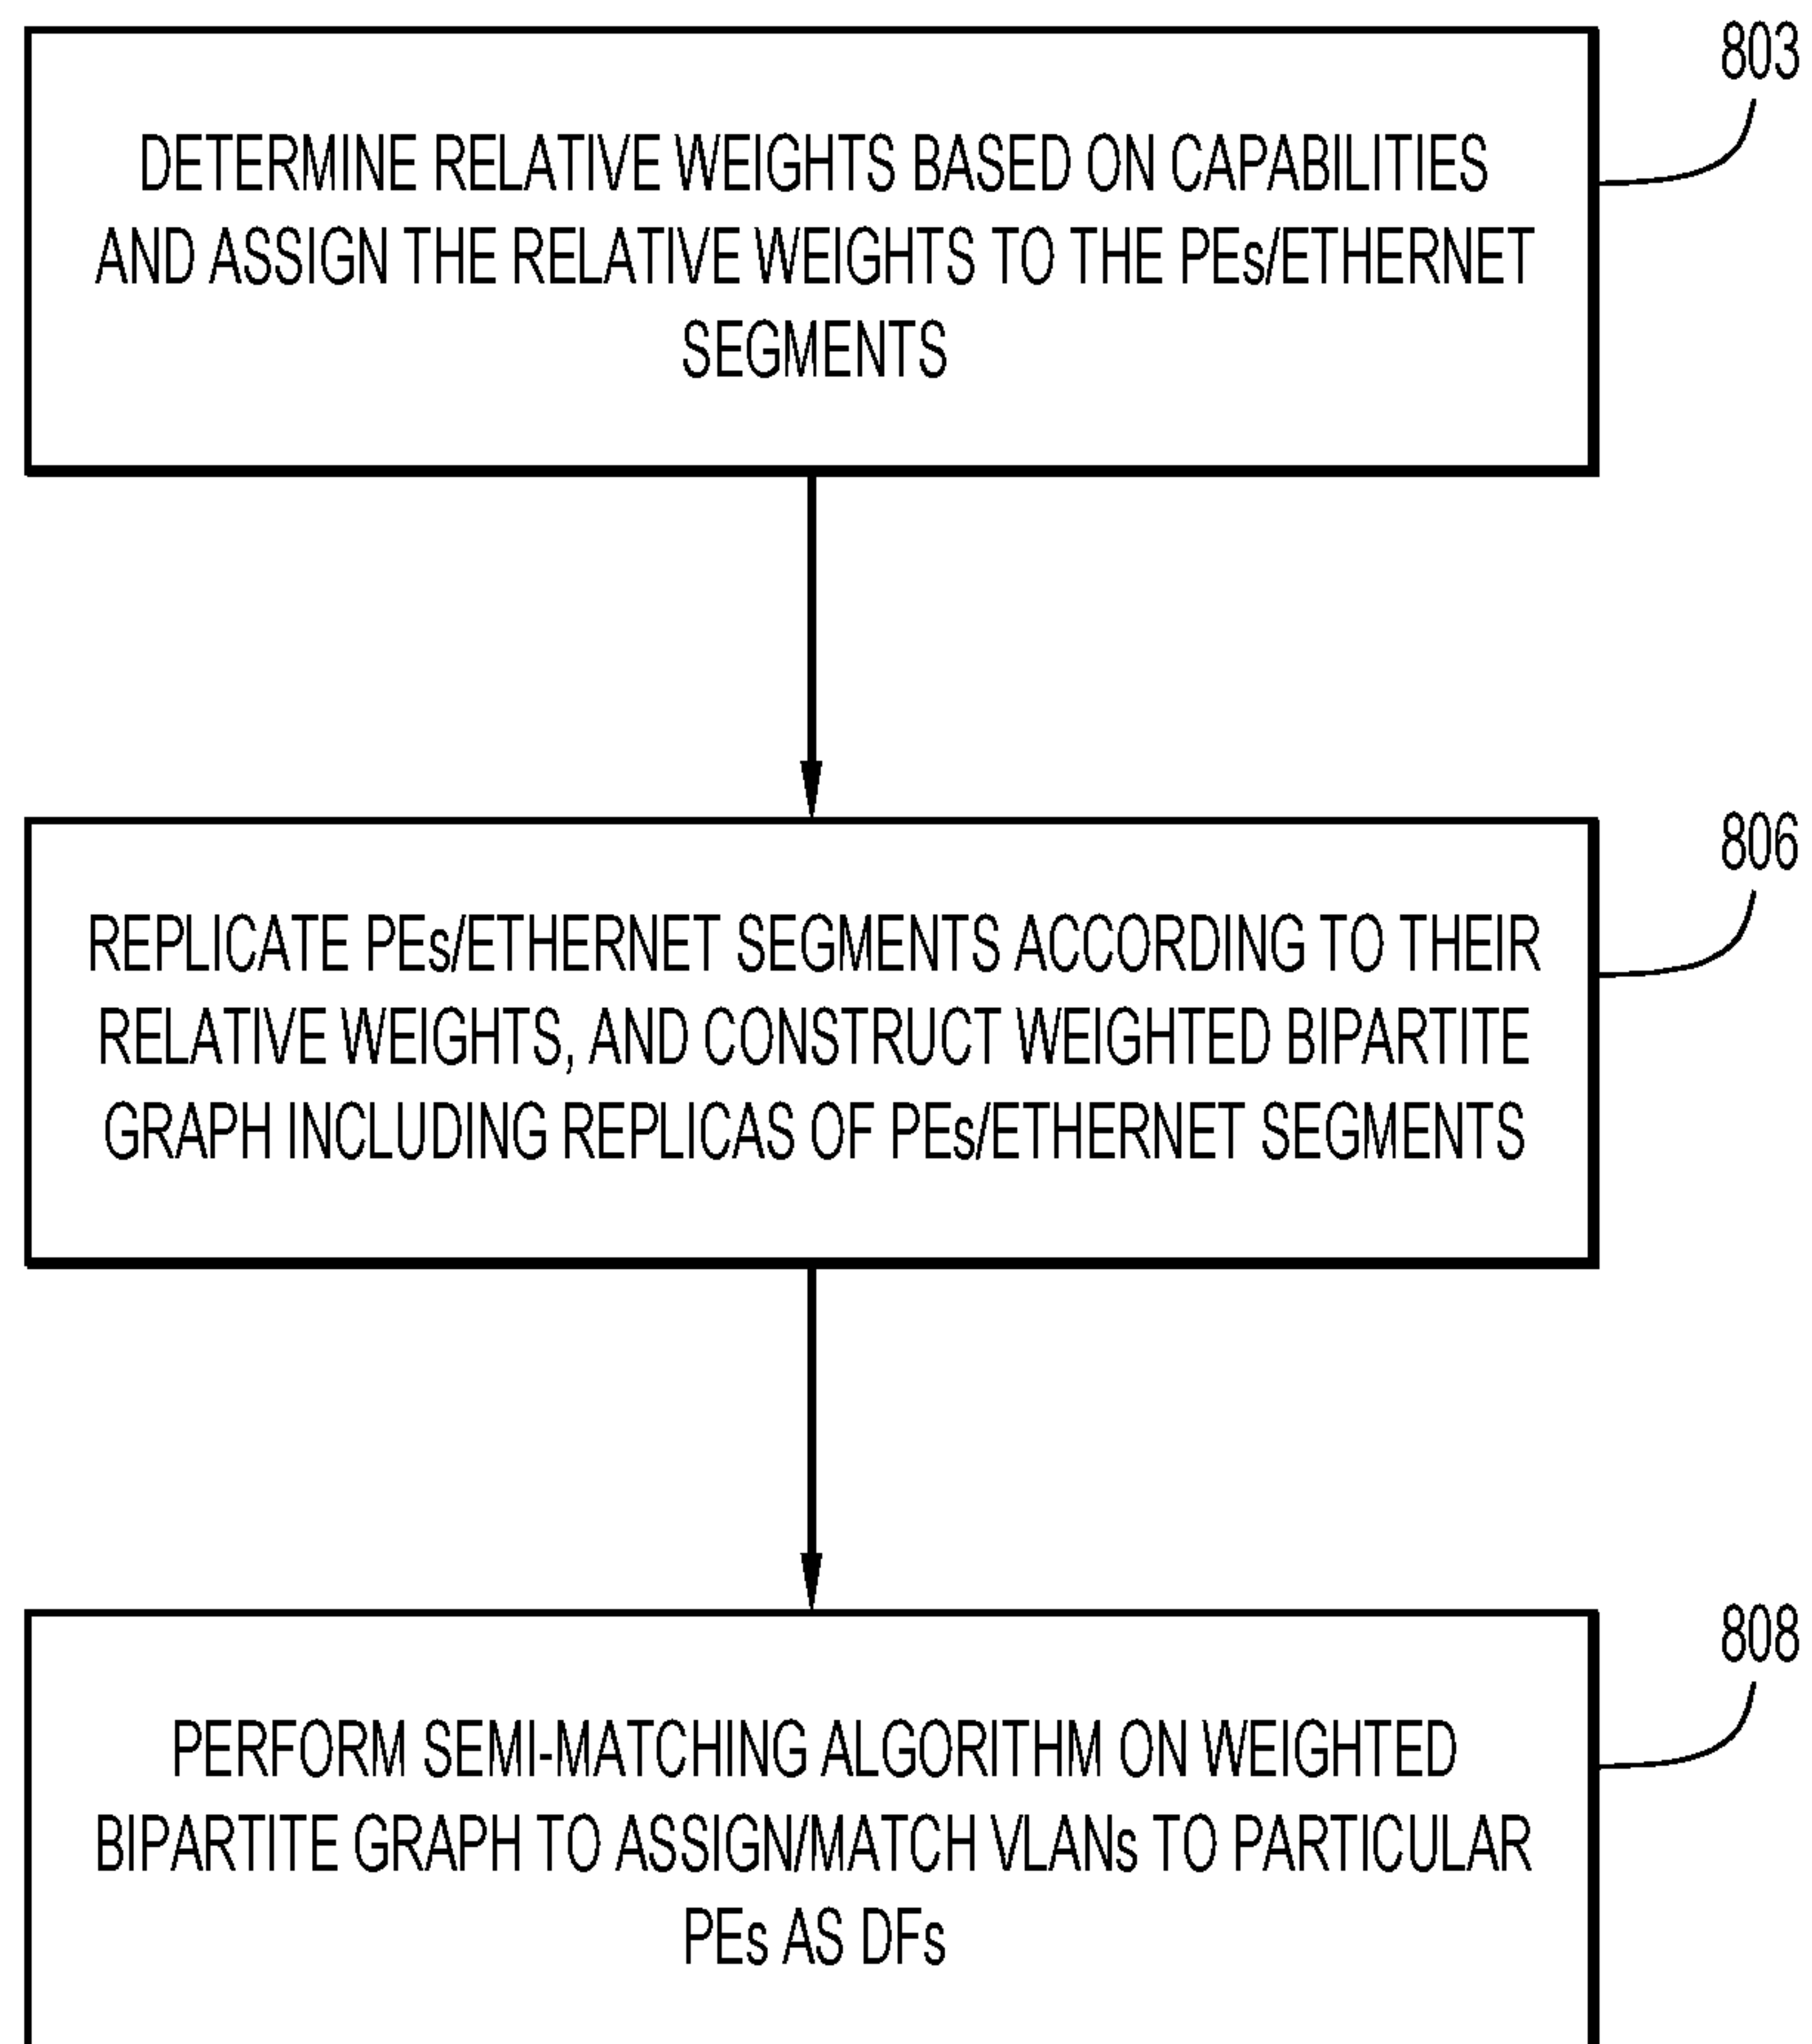 803
DETERMINE RELATIVE WEIGHTS BASED ON CAPABILITIES
AND ASSIGN THE RELATIVE WEIGHTS TO THE PEs/ETHERNET
SEGMENTS
806
REPLICATE PEs/ETHERNET SEGMENTS ACCORDING TO THEIR
RELATIVE WEIGHTS, AND CONSTRUCT WEIGHTED BIPARTITE
GRAPH INCLUDING REPLICAS OF PEs/ETHERNET SEGMENTS
808
PERFORM SEMI-MATCHING ALGORITHM ON WEIGHTED
BIPARTITE GRAPH TO ASSIGN/MATCH VLANs TO PARTICULAR
PEs AS DFs